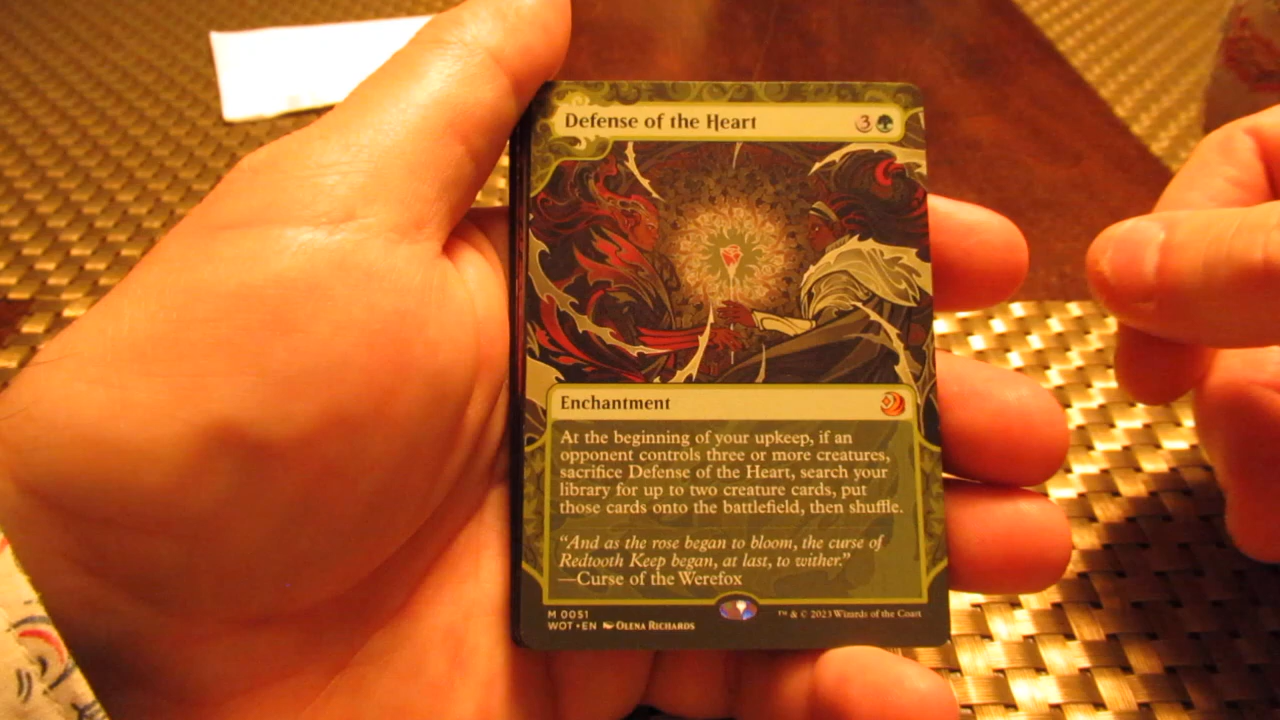 Defense of the Heart 3
Enchantment
At the beginning of your upkeep, if an
opponent controls three or more creatures,
sacrifice Defense of the Heart, search your
library for up to two creature cards, put
those cards onto the battlefield, then shuffle.
“And as the rose began to bloom, the curse of
Redtooth Keep began, at last, to wither.”
—Curse of the Werefox
M 0051
WOT • EN OLENA RICHARDS
™ & © 2023 Wizards of the Coast